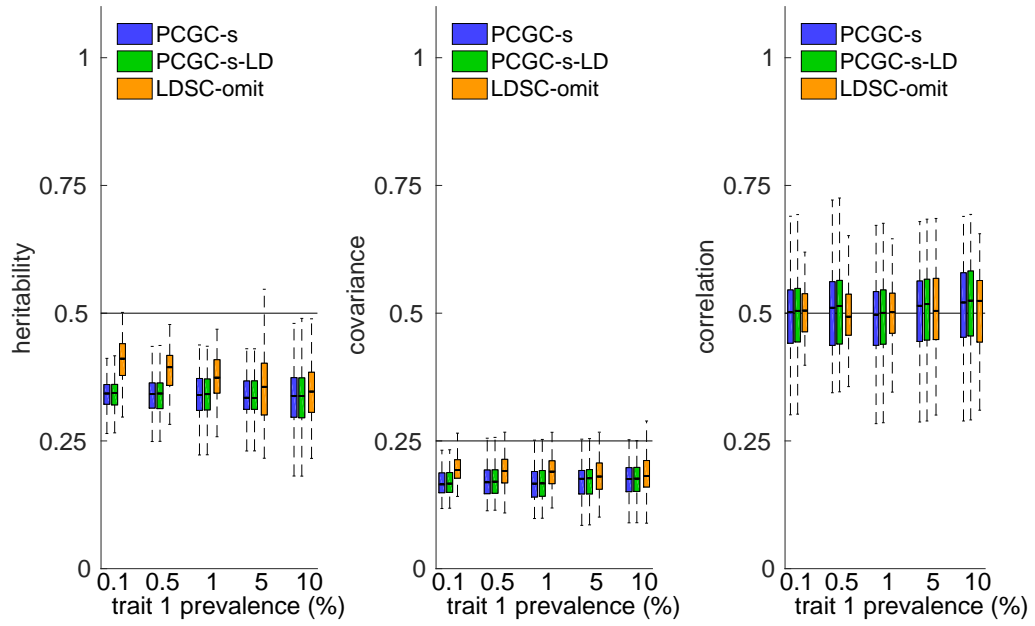 PCGC-s
PCGC-s-LD
LDSC-omit
1
0.75
0.5
0.25
0
heritability
0.1 0.5 1 5 10
trait 1 prevalence (%)
PCGC-s
PCGC-s-LD
LDSC-omit
1
0.75
0.5
0.25
0
covariance
0.1 0.5 1 5 10
trait 1 prevalence (%)
PCGC-s
PCGC-s-LD
LDSC-omit
1
0.75
0.5
0.25
0
correlation
0.1 0.5 1 5 10
trait 1 prevalence (%)